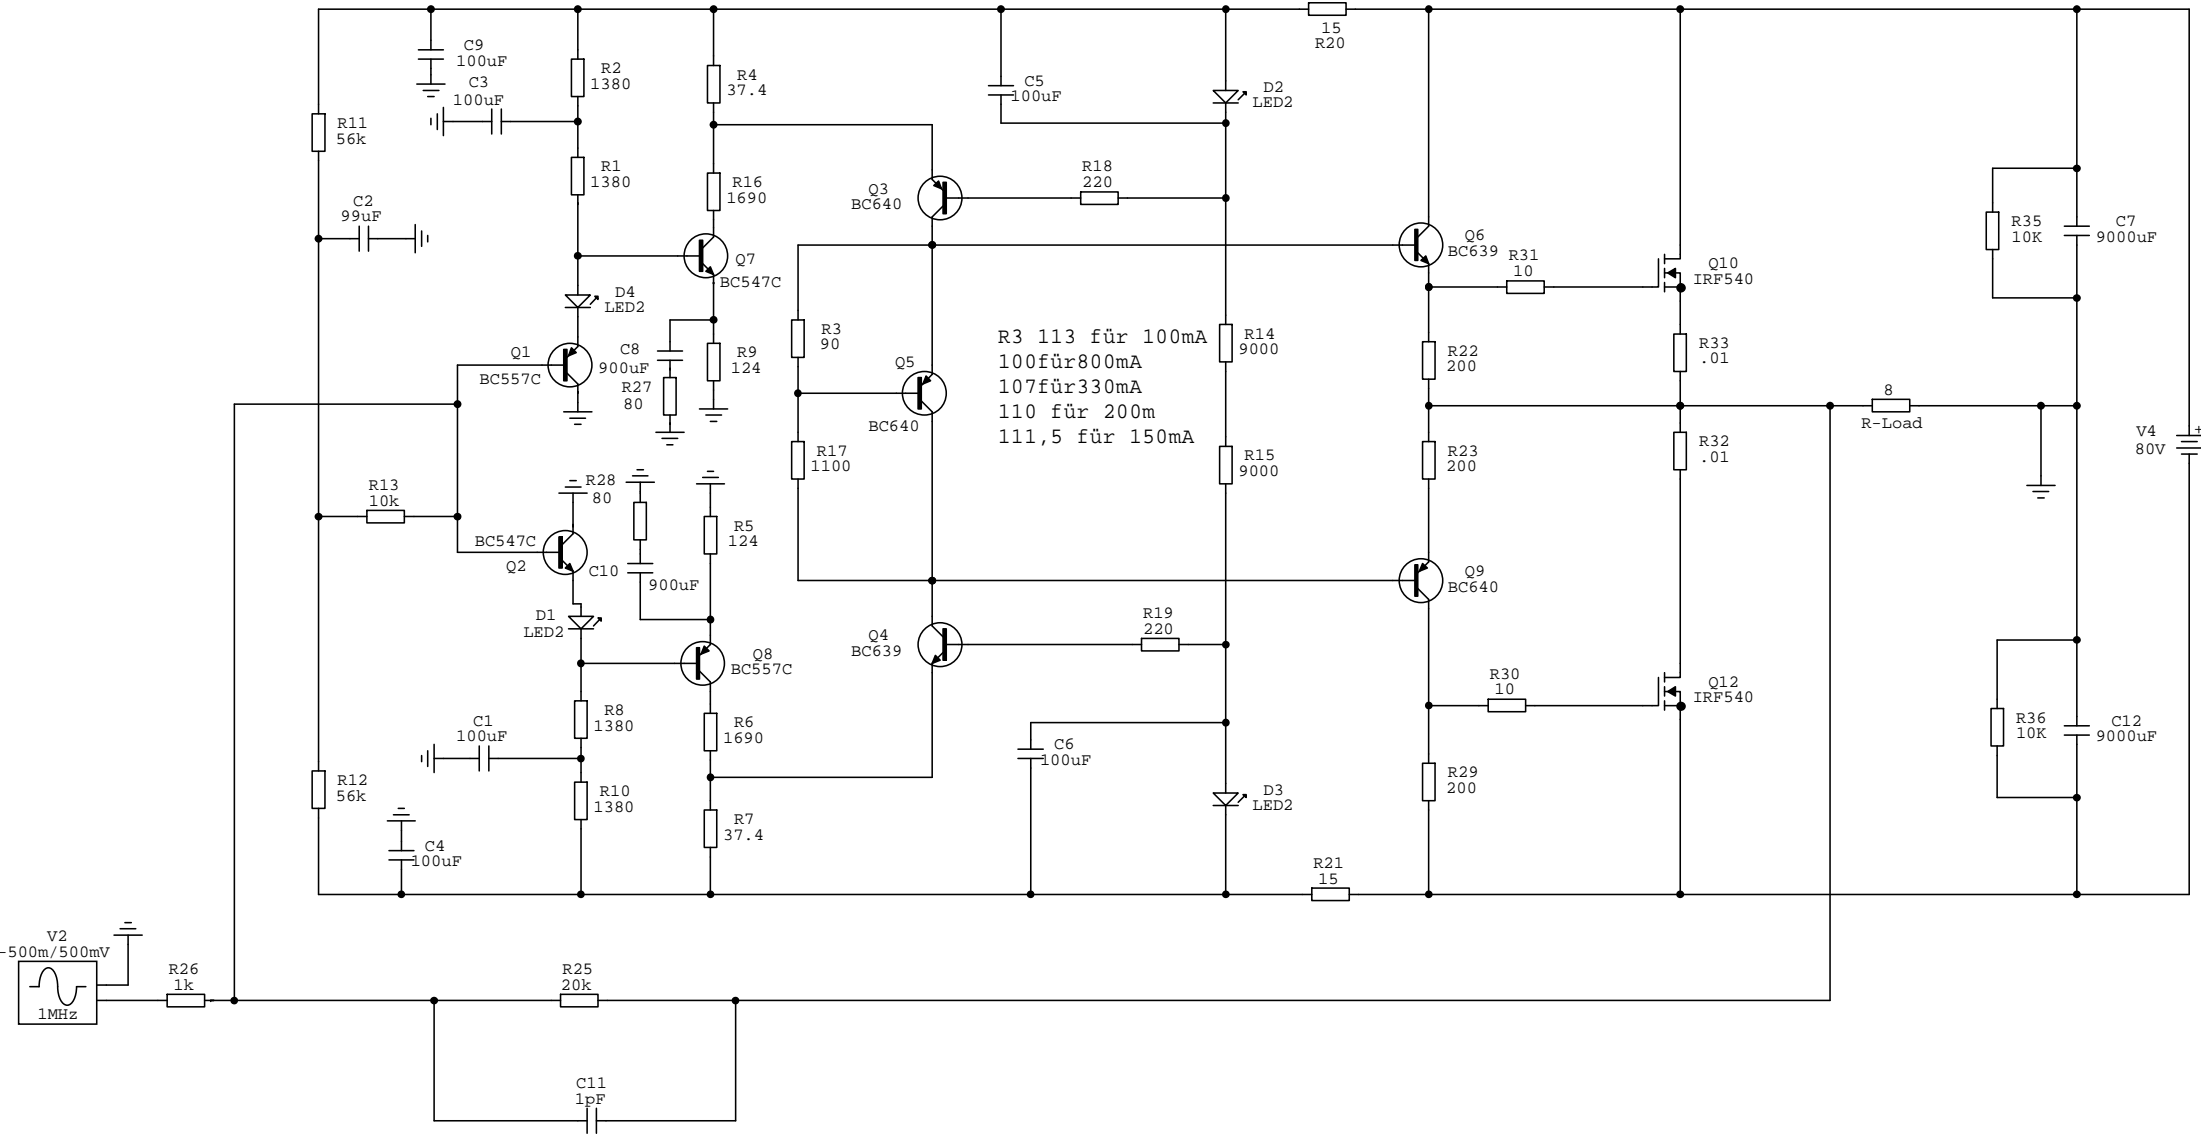 15
R20
C9
100uF
R2
1380
R4
37.4
C3
100uF
C5
100uF
D2
LED2
R11
56k
R1
1380
R16
1690
R18
220
Q3
BC640
C2
99uF
R35
10K
C7
9000uF
Q6
BC639
R31
10
Q7
BC547C
Q10
IRF540
D4
LED2
R3
90
R3 113 für 100mA
100für800mA
107für330mA
110 für 200m
111,5 für 150mA
R14
9000
R33
.01
Q1
BC557C
C8
900uF
R9
124
R27
80
Q5
BC640
R22
200
8
R-Load
V4
80V
+
R17
1100
R15
9000
R23
200
R32
.01
R13
10k
R28
80
R5
124
BC547C
Q2
C10
900uF
Q9
BC640
D1
LED2
R19
220
Q4
BC639
Q8
BC557C
R30
10
Q12
IRF540
R8
1380
C1
100uF
R6
1690
C6
100uF
R36
10K
C12
9000uF
R12
56k
R10
1380
R29
200
D3
LED2
R7
37.4
C4
100uF
R21
15
V2
-500m/500mV
1MHz
R26
1k
R25
20k
C11
1pF